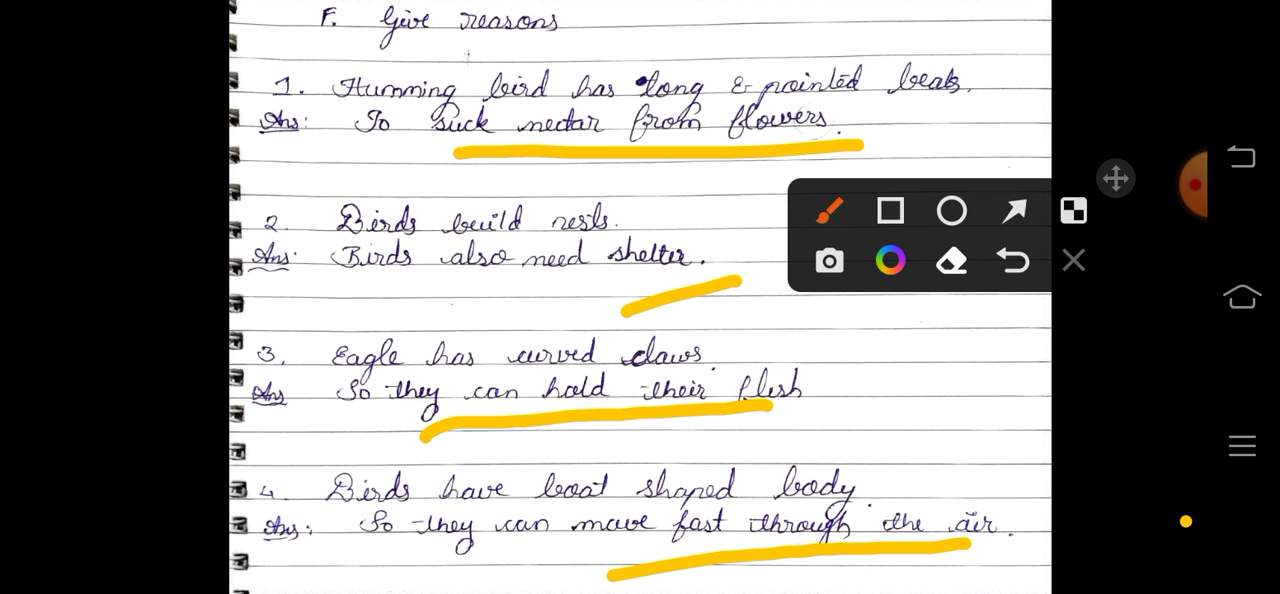 F. Give reasons
1. Humming bird has long & pointed beak.
Ans: To suck nectar from flowers.
2. Birds build nests.
Ans: Birds also need shelter.
3. Eagle has curved claws.
Ans So they can hold their flesh
4. Birds have boat shaped body.
Ans: So they can move fast through the air.